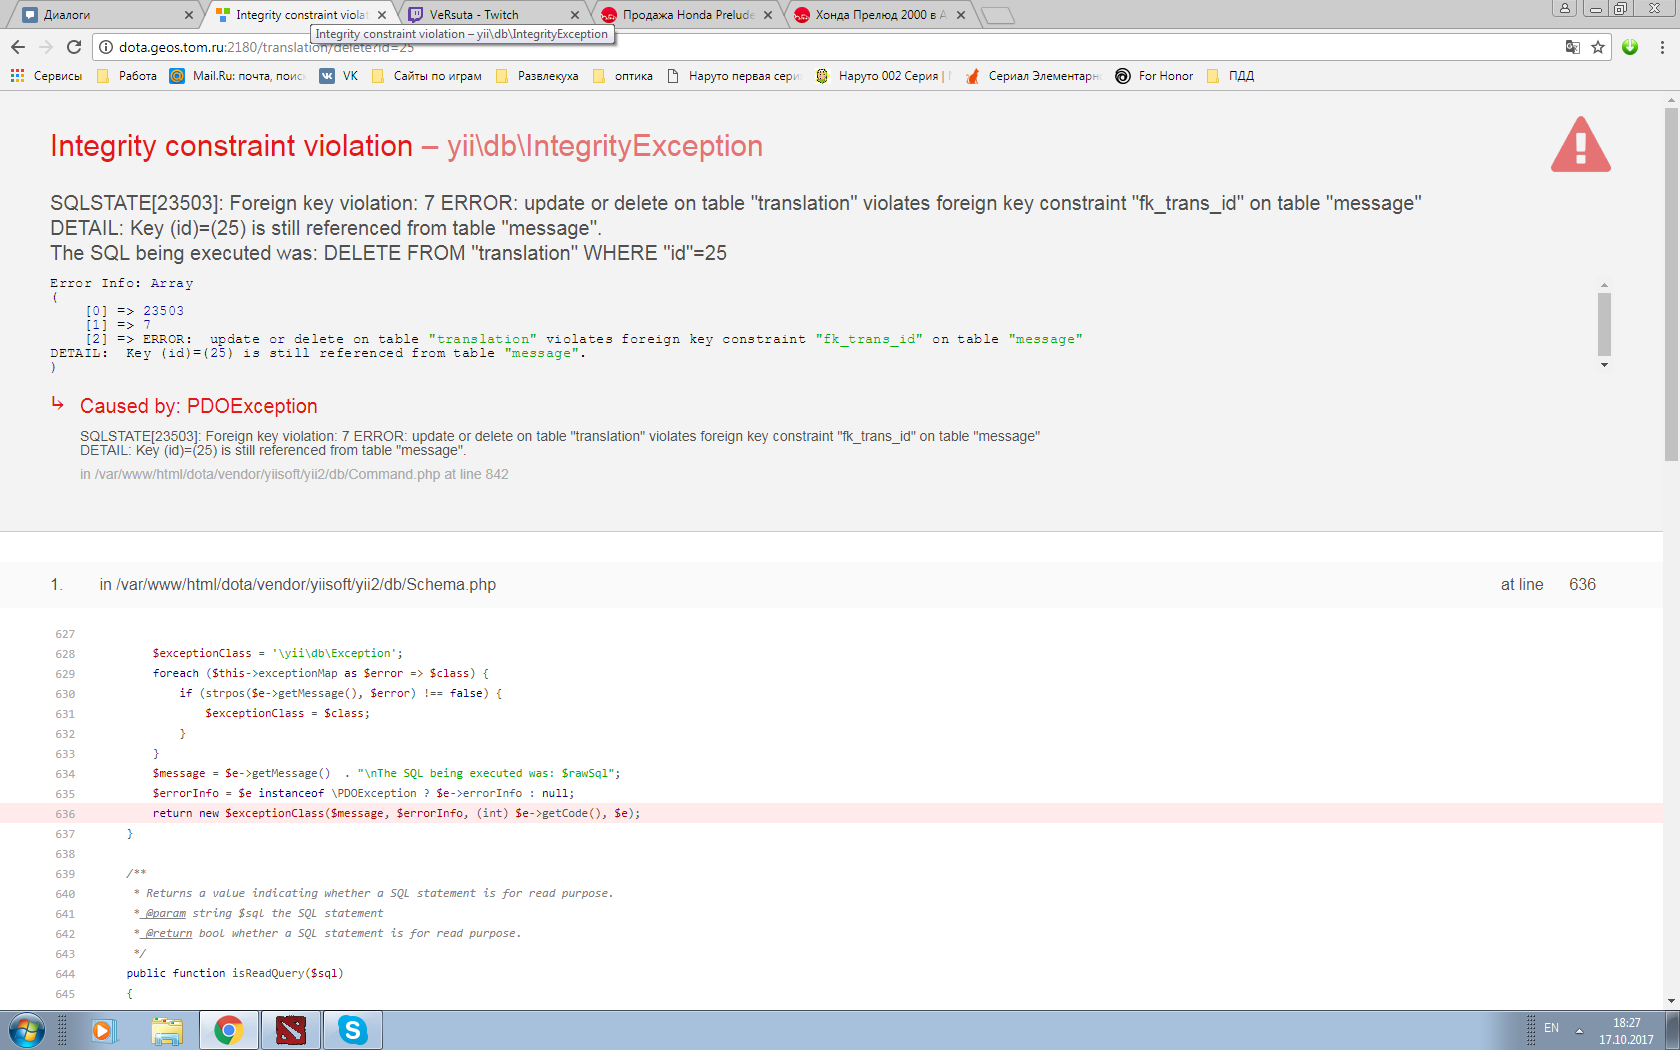 Диалоги
Integrity constraint violat
VeRsuta - Twitch
Продажа Honda Prelude
Хонда Прелюд 2000 в А
Integrity constraint violation – yii\db\IntegrityException
dota.geos.tom.ru:2180/translation/delete?id=25
Сервисы
Работа
Mail.Ru: почта, поис
VK
Сайты по играм
Развлекуха
оптика
Наруто первая сери
Наруто 002 Серия |
Сериал Элементарн
For Honor
ПДД
Integrity constraint violation – yii\db\IntegrityException
SQLSTATE[23503]: Foreign key violation: 7 ERROR: update or delete on table "translation" violates foreign key constraint "fk_trans_id" on table "message"
DETAIL: Key (id)=(25) is still referenced from table "message".
The SQL being executed was: DELETE FROM "translation" WHERE "id"=25
Error Info: Array
(
    [0] => 23503
    [1] => 7
    [2] => ERROR:  update or delete on table "translation" violates foreign key constraint "fk_trans_id" on table "message"
DETAIL:  Key (id)=(25) is still referenced from table "message".
)
↳ Caused by: PDOException
SQLSTATE[23503]: Foreign key violation: 7 ERROR: update or delete on table "translation" violates foreign key constraint "fk_trans_id" on table "message"
DETAIL: Key (id)=(25) is still referenced from table "message".
in /var/www/html/dota/vendor/yiisoft/yii2/db/Command.php at line 842
1. in /var/www/html/dota/vendor/yiisoft/yii2/db/Schema.php at line 636
627
628 $exceptionClass = '\yii\db\Exception';
629 foreach ($this->exceptionMap as $error => $class) {
630 if (strpos($e->getMessage(), $error) !== false) {
631 $exceptionClass = $class;
632 }
633 }
634 $message = $e->getMessage()  . "\nThe SQL being executed was: $rawSql";
635 $errorInfo = $e instanceof \PDOException ? $e->errorInfo : null;
636 return new $exceptionClass($message, $errorInfo, (int) $e->getCode(), $e);
637 }
638
639 /**
640 * Returns a value indicating whether a SQL statement is for read purpose.
641 * @param string $sql the SQL statement
642 * @return bool whether a SQL statement is for read purpose.
643 */
644 public function isReadQuery($sql)
645 {
EN
18:27
17.10.2017